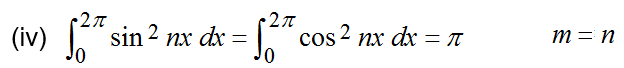 (iv) ∫₀^{2π} sin² nx dx = ∫₀^{2π} cos² nx dx = π m = n